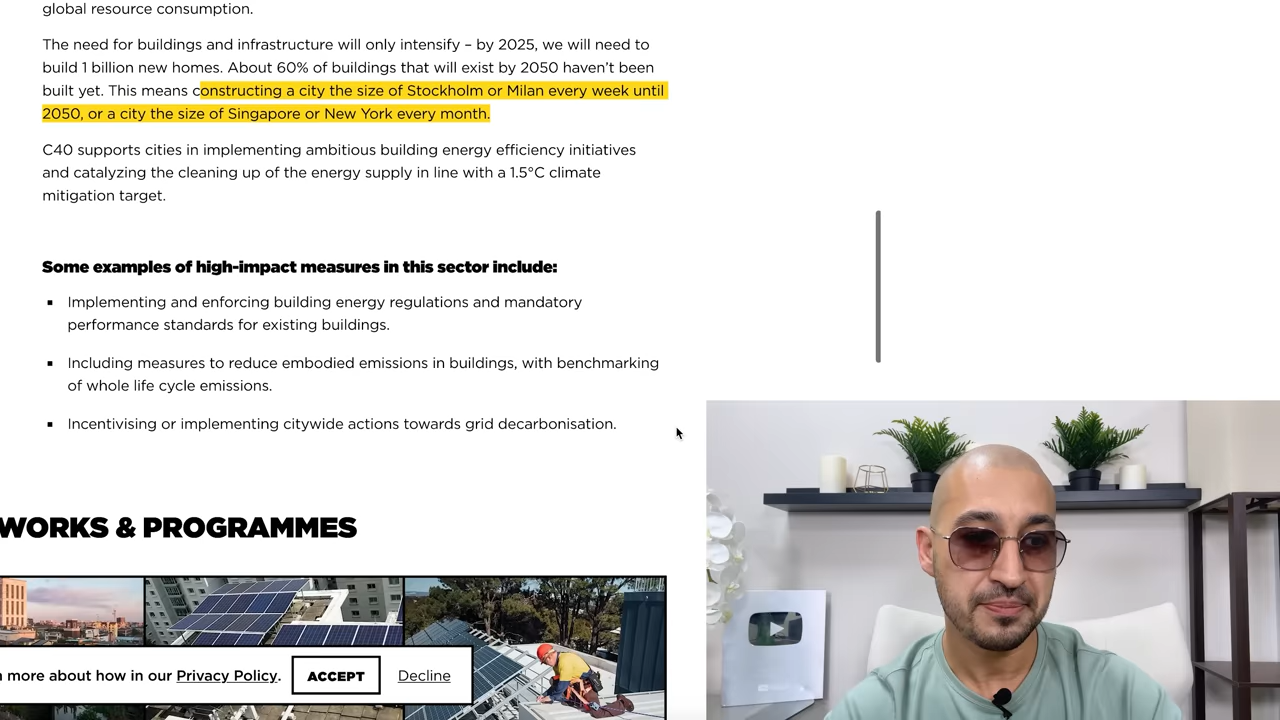 global resource consumption.
The need for buildings and infrastructure will only intensify – by 2025, we will need to
build 1 billion new homes. About 60% of buildings that will exist by 2050 haven’t been
built yet. This means constructing a city the size of Stockholm or Milan every week until
2050, or a city the size of Singapore or New York every month.
C40 supports cities in implementing ambitious building energy efficiency initiatives
and catalyzing the cleaning up of the energy supply in line with a 1.5°C climate
mitigation target.
Some examples of high-impact measures in this sector include:
Implementing and enforcing building energy regulations and mandatory
performance standards for existing buildings.
Including measures to reduce embodied emissions in buildings, with benchmarking
of whole life cycle emissions.
Incentivising or implementing citywide actions towards grid decarbonisation.
WORKS & PROGRAMMES
more about how in our Privacy Policy.
ACCEPT
Decline